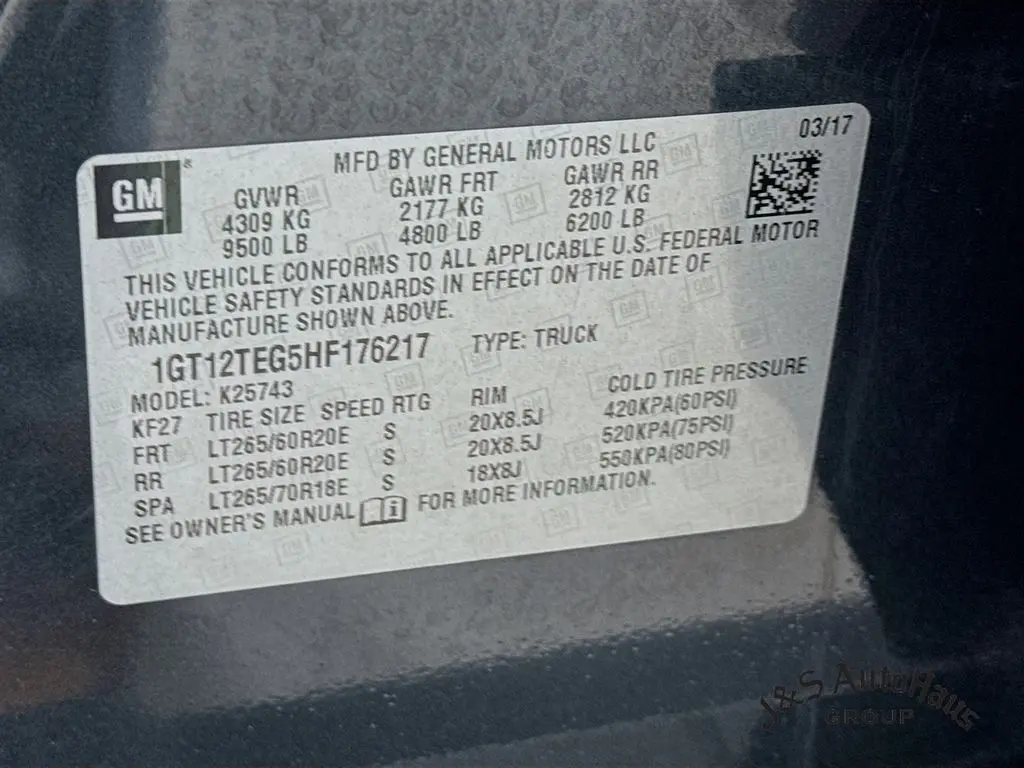 GM®
MFD BY GENERAL MOTORS LLC
03/17
GVWR GAWR FRT GAWR RR
4309 KG 2177 KG 2812 KG
9500 LB 4800 LB 6200 LB
THIS VEHICLE CONFORMS TO ALL APPLICABLE U.S. FEDERAL MOTOR
VEHICLE SAFETY STANDARDS IN EFFECT ON THE DATE OF
MANUFACTURE SHOWN ABOVE.
1GT12TEG5HF176217 TYPE: TRUCK
MODEL: K25743
KF27 TIRE SIZE SPEED RTG RIM COLD TIRE PRESSURE
FRT LT265/60R20E S 20X8.5J 420KPA(60PSI)
RR LT265/60R20E S 20X8.5J 520KPA(75PSI)
SPA LT265/70R18E S 18X8J 550KPA(80PSI)
SEE OWNER'S MANUAL FOR MORE INFORMATION.
J&S AutoHaus
GROUP